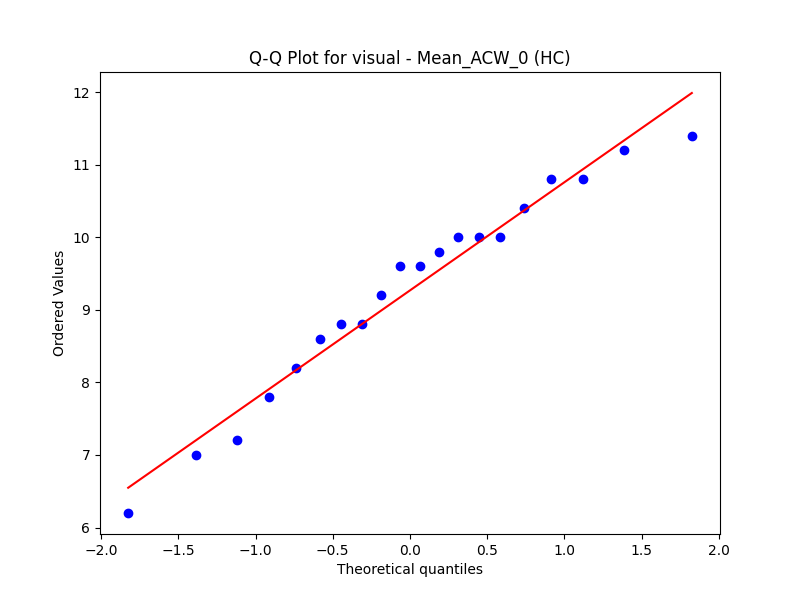 Q-Q Plot for visual - Mean_ACW_0 (HC)
12
11
10
9
8
7
6
Ordered Values
−2.0 −1.5 −1.0 −0.5 0.0 0.5 1.0 1.5 2.0
Theoretical quantiles